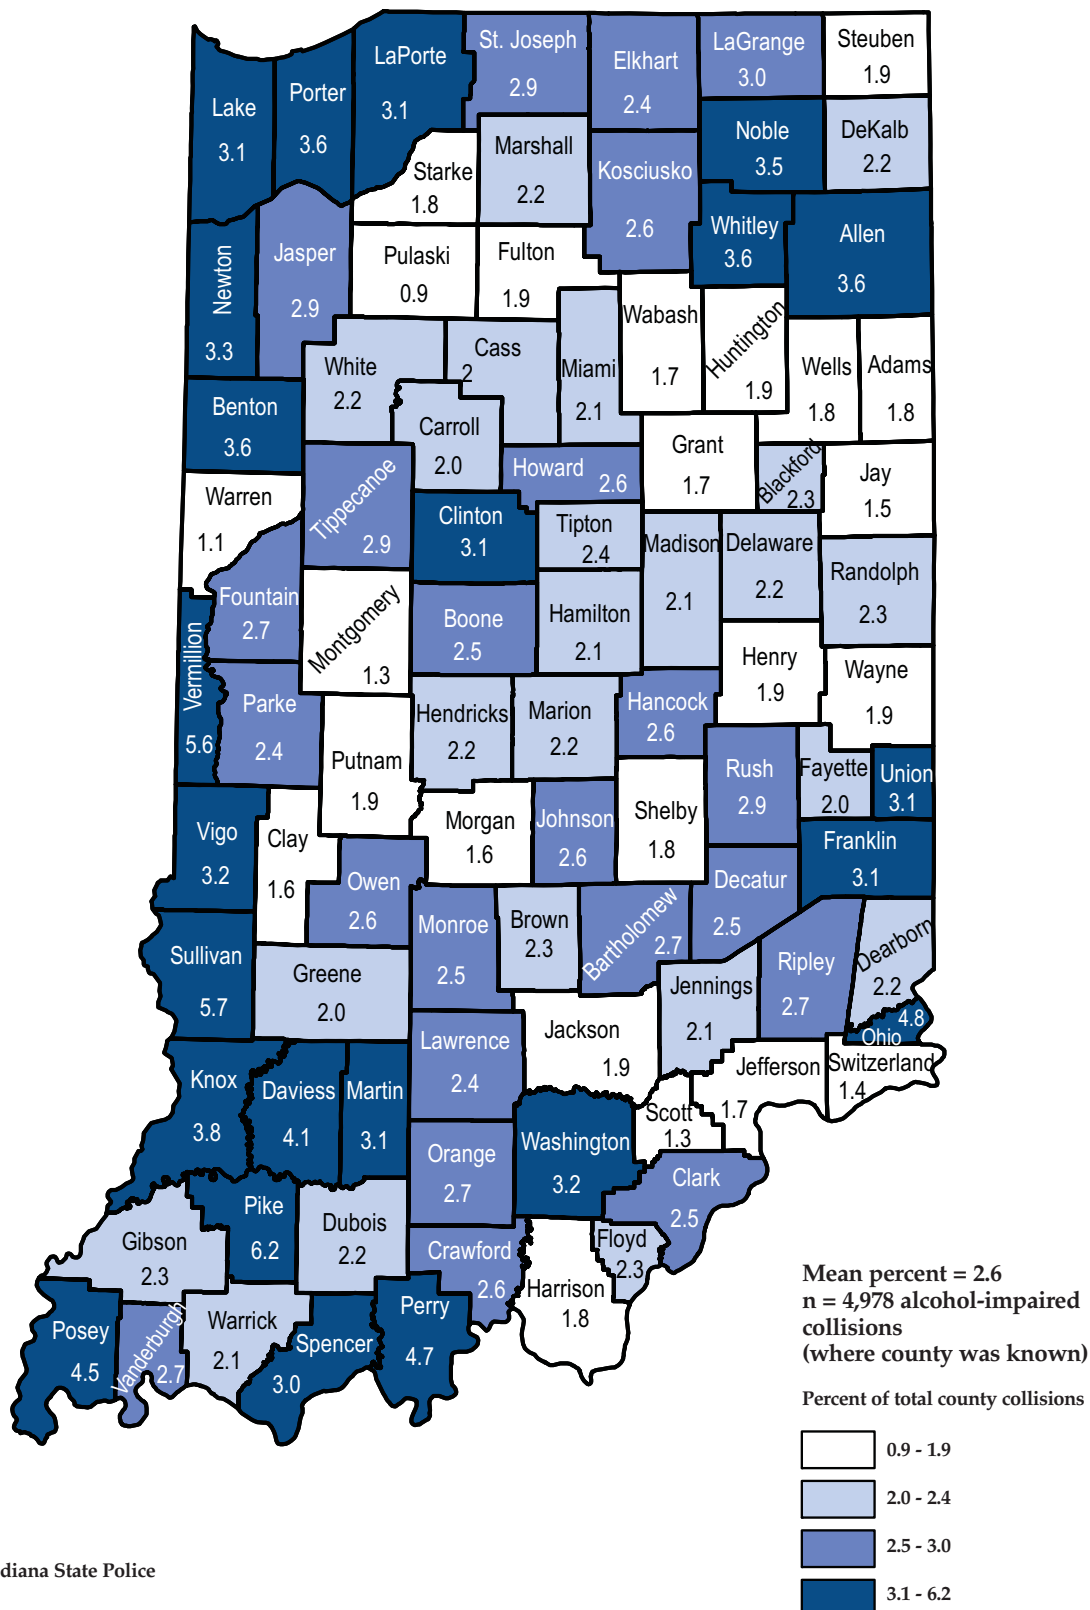 LaPorte
3.1
St. Joseph
2.9
Elkhart
2.4
LaGrange
3.0
Steuben
1.9
Lake
3.1
Porter
3.6
Starke
1.8
Marshall
2.2
Kosciusko
2.6
Noble
3.5
DeKalb
2.2
Newton
3.3
Jasper
2.9
Pulaski
0.9
Fulton
1.9
Whitley
3.6
Allen
3.6
White
2.2
Cass
2
Miami
2.1
Wabash
1.7
Huntington
1.9
Wells
1.8
Adams
1.8
Benton
3.6
Carroll
2.0
Howard
2.6
Grant
1.7
Blackford
2.3
Jay
1.5
Warren
1.1
Tippecanoe
2.9
Clinton
3.1
Tipton
2.4
Madison
2.1
Delaware
2.2
Randolph
2.3
Fountain
2.7
Montgomery
1.3
Boone
2.5
Hamilton
2.1
Henry
1.9
Wayne
1.9
Vermillion
5.6
Parke
2.4
Putnam
1.9
Hendricks
2.2
Marion
2.2
Hancock
2.6
Rush
2.9
Fayette
2.0
Union
3.1
Vigo
3.2
Clay
1.6
Morgan
1.6
Johnson
2.6
Shelby
1.8
Franklin
3.1
Owen
2.6
Monroe
2.5
Brown
2.3
Bartholomew
2.7
Decatur
2.5
Ripley
2.7
Dearborn
2.2
Sullivan
5.7
Greene
2.0
Jackson
1.9
Jennings
2.1
Ohio
4.8
Switzerland
1.4
Jefferson
1.7
Knox
3.8
Daviess
4.1
Martin
3.1
Lawrence
2.4
Scott
1.3
Orange
2.7
Washington
3.2
Clark
2.5
Gibson
2.3
Pike
6.2
Dubois
2.2
Crawford
2.6
Floyd
2.3
Harrison
1.8
Posey
4.5
Vanderburgh
2.7
Warrick
2.1
Spencer
3.0
Perry
4.7
Mean percent = 2.6
n = 4,978 alcohol-impaired
collisions
(where county was known)
Percent of total county collisions
0.9 - 1.9
2.0 - 2.4
2.5 - 3.0
3.1 - 6.2
diana State Police